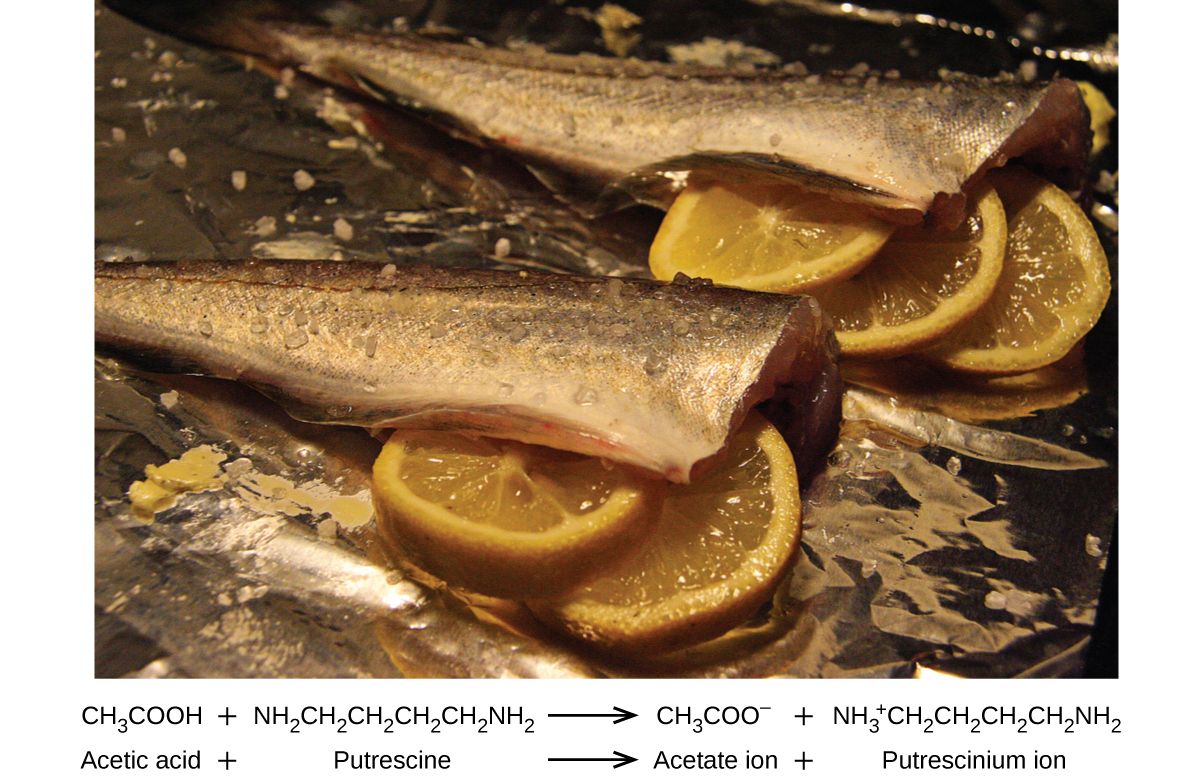 CH₃COOH + NH₂CH₂CH₂CH₂CH₂NH₂ ⟶ CH₃COO⁻ + NH₃⁺CH₂CH₂CH₂CH₂NH₂
Acetic acid + Putrescine ⟶ Acetate ion + Putrescinium ion